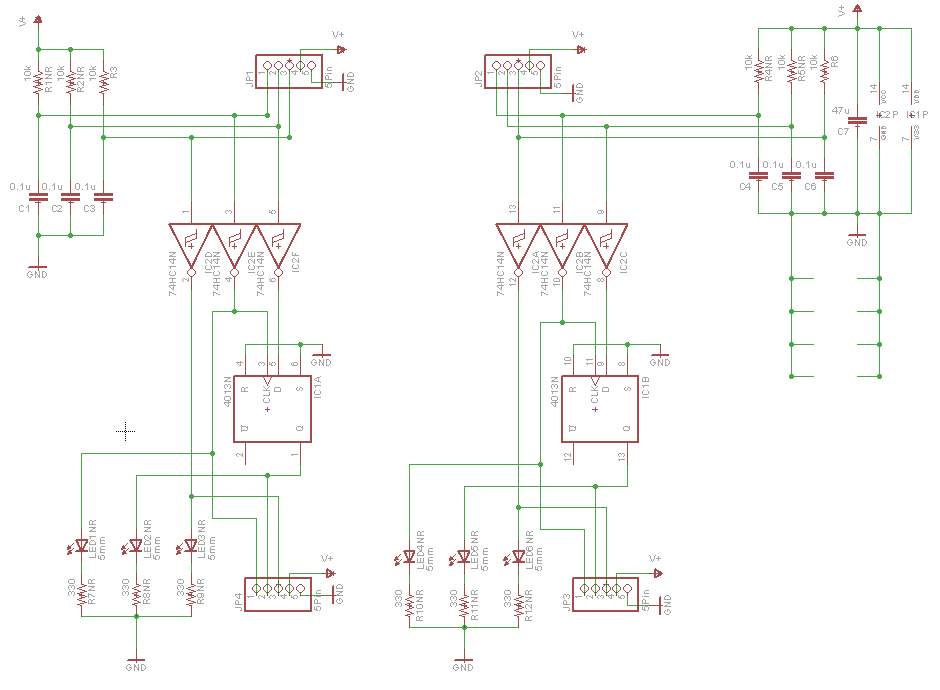 V+
10k
R1NR
10k
R2NR
10k
R3
0.1u
C1
0.1u
C2
0.1u
C3
GND
JP1
1 2 3 4 5
5Pin
V+
GND
JP2
1 2 3 4 5
5Pin
V+
GND
V+
10k
R4NR
10k
R5NR
10k
R6
0.1u
C4
0.1u
C5
0.1u
C6
47u
C7
14
VCC
IC2P
7
GND
14
VDD
IC1P
7
VSS
GND
1
74HC14N
2
IC2D
3
74HC14N
4
IC2E
5
74HC14N
6
IC2F
13
74HC14N
12
IC2A
11
74HC14N
10
IC2B
9
74HC14N
8
IC2C
4 3 5 6
GND
4013N
R CLK D S
IC1A
Q Q
2 1
10 11 9 8
GND
4013N
R CLK D S
IC1B
Q Q
12 13
LED1NR
5mm
LED2NR
5mm
LED3NR
5mm
330
R7NR
330
R8NR
330
R9NR
GND
JP4
1 2 3 4 5
5Pin
V+
GND
LED4NR
5mm
LED5NR
5mm
LED6NR
5mm
330
R10NR
330
R11NR
330
R12NR
GND
JP3
1 2 3 4 5
5Pin
V+
GND